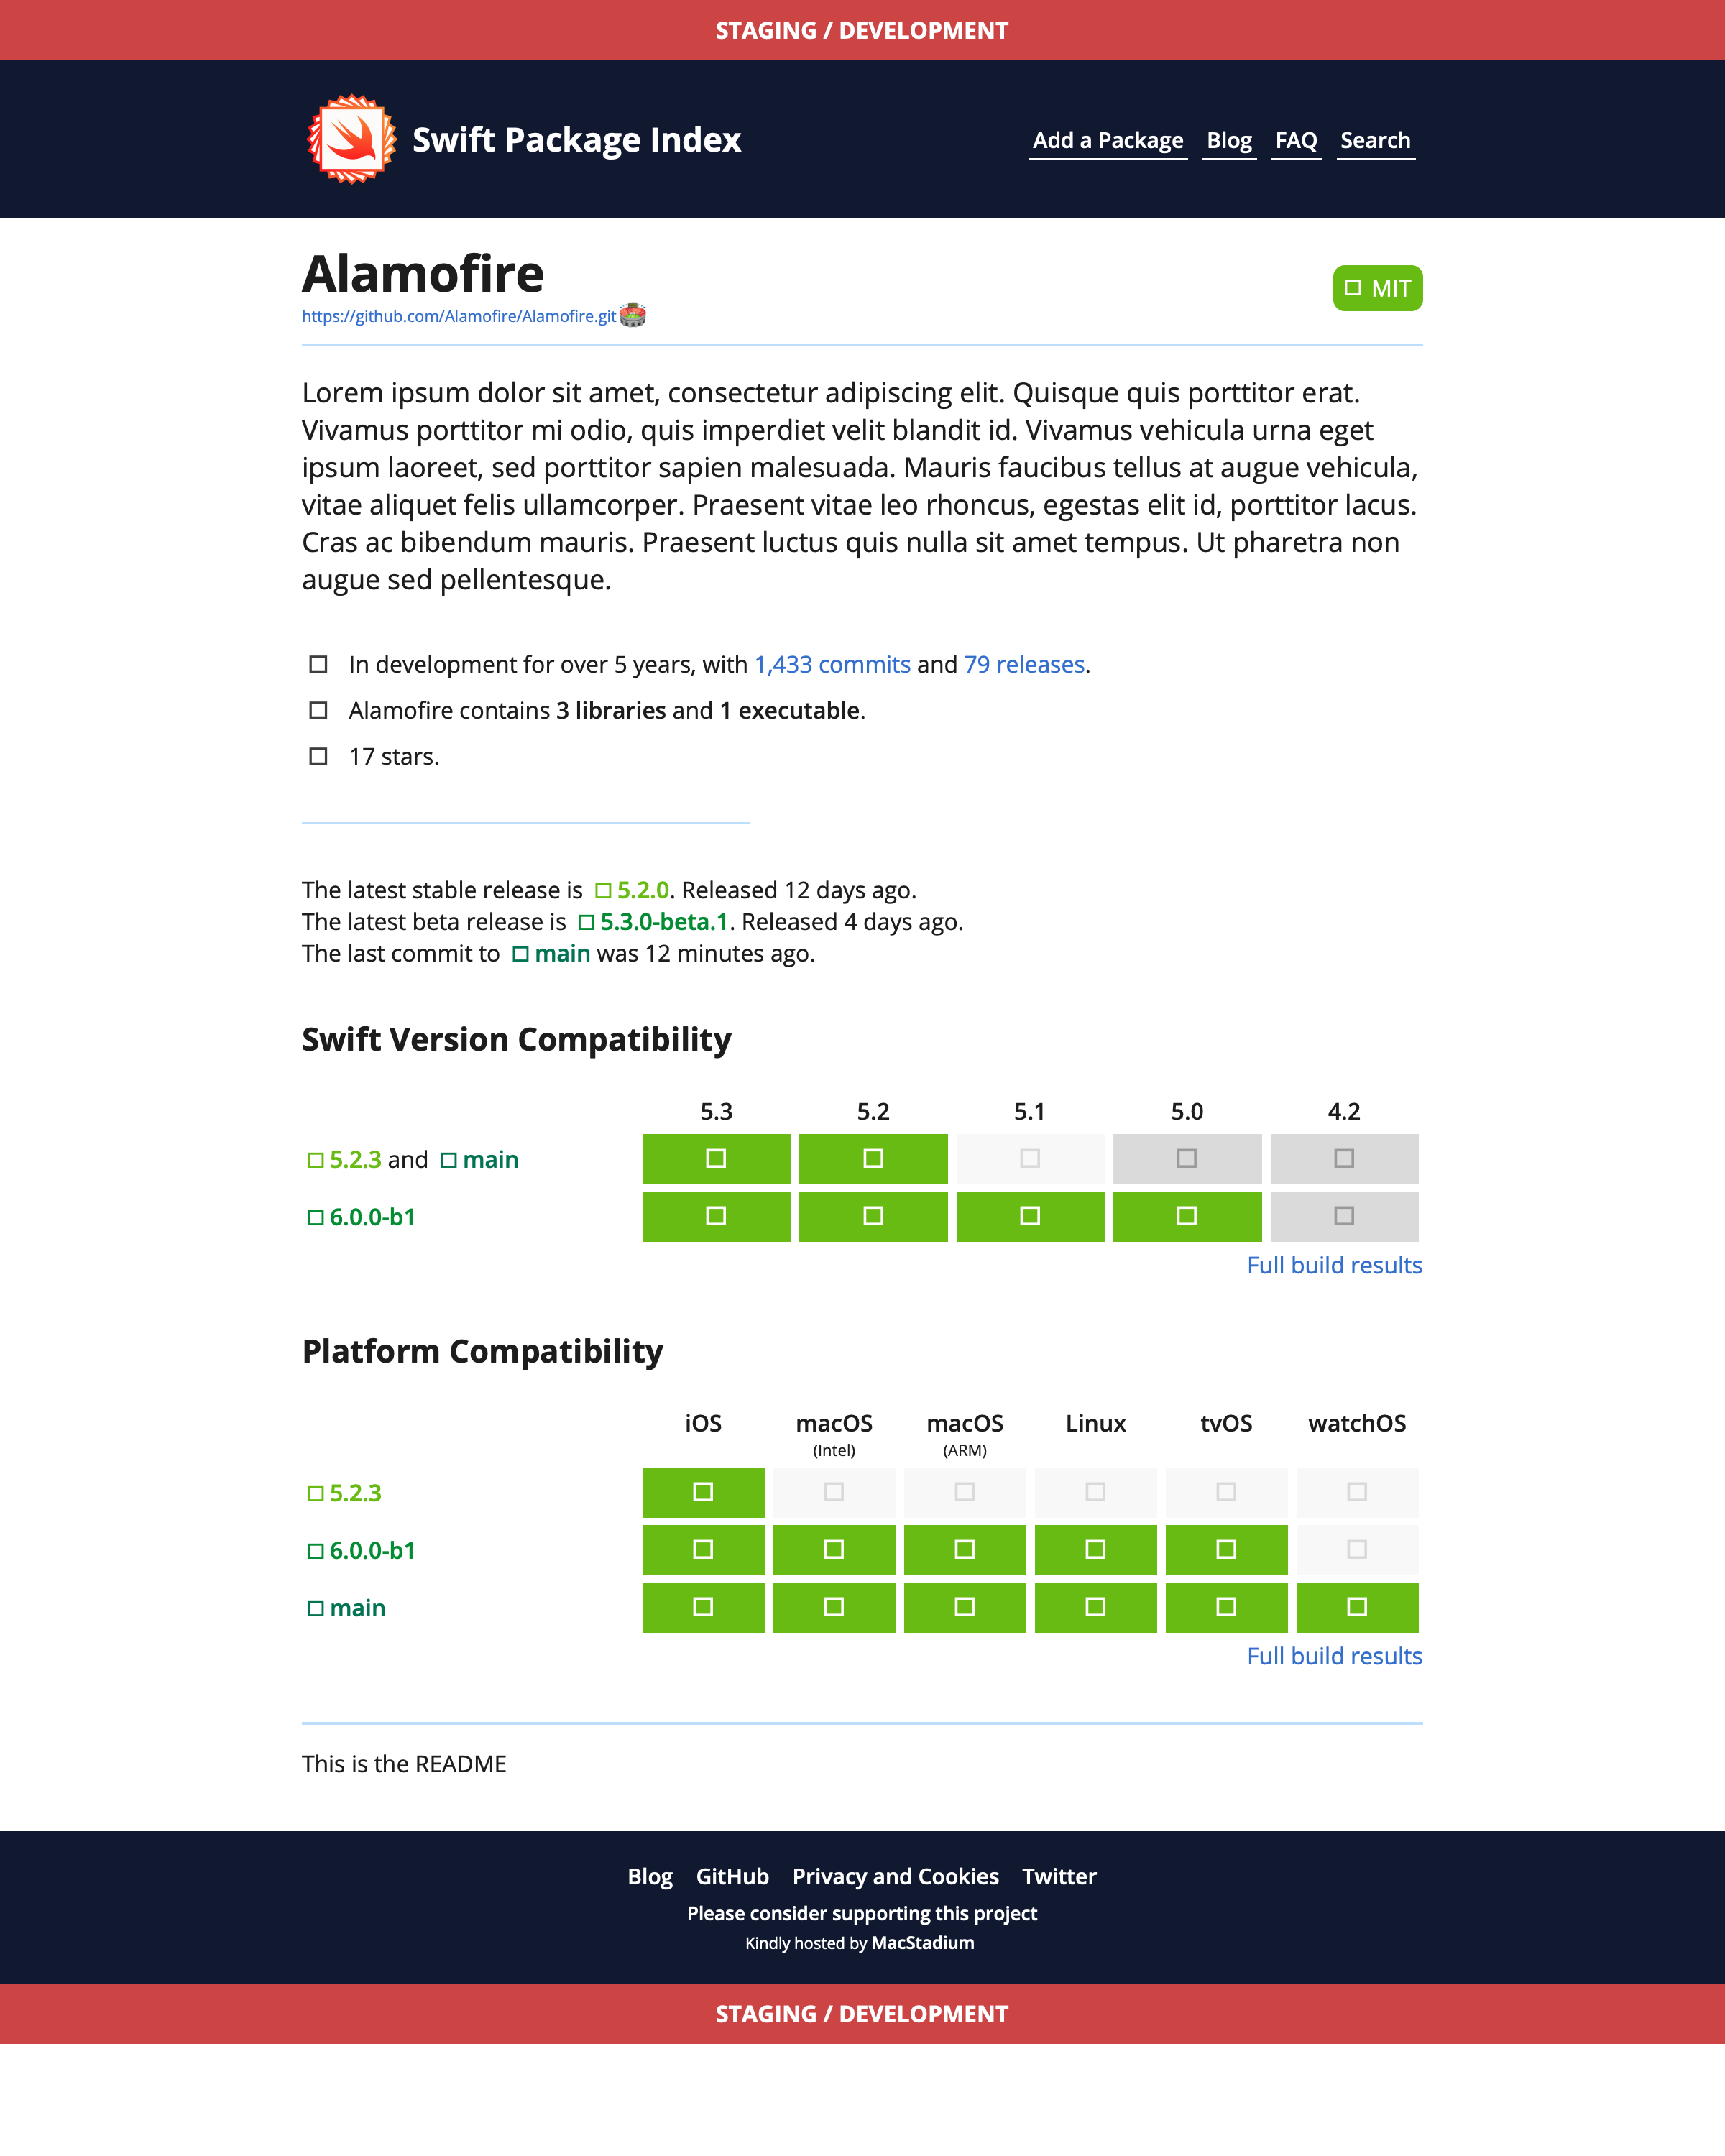 STAGING / DEVELOPMENT
Swift Package Index
Add a Package Blog FAQ Search
Alamofire
MIT
https://github.com/Alamofire/Alamofire.git
Lorem ipsum dolor sit amet, consectetur adipiscing elit. Quisque quis porttitor erat.
Vivamus porttitor mi odio, quis imperdiet velit blandit id. Vivamus vehicula urna eget
ipsum laoreet, sed porttitor sapien malesuada. Mauris faucibus tellus at augue vehicula,
vitae aliquet felis ullamcorper. Praesent vitae leo rhoncus, egestas elit id, porttitor lacus.
Cras ac bibendum mauris. Praesent luctus quis nulla sit amet tempus. Ut pharetra non
augue sed pellentesque.
In development for over 5 years, with 1,433 commits and 79 releases.
Alamofire contains 3 libraries and 1 executable.
17 stars.
The latest stable release is 5.2.0. Released 12 days ago.
The latest beta release is 5.3.0-beta.1. Released 4 days ago.
The last commit to main was 12 minutes ago.
Swift Version Compatibility
5.3 5.2 5.1 5.0 4.2
5.2.3 and main
6.0.0-b1
Full build results
Platform Compatibility
iOS macOS macOS Linux tvOS watchOS
(Intel) (ARM)
5.2.3
6.0.0-b1
main
Full build results
This is the README
Blog GitHub Privacy and Cookies Twitter
Please consider supporting this project
Kindly hosted by MacStadium
STAGING / DEVELOPMENT